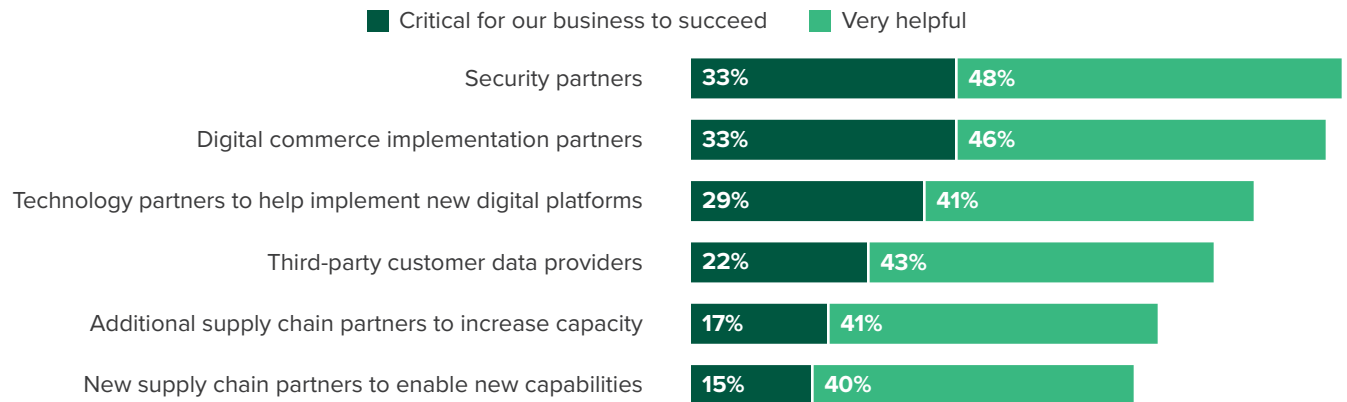 Critical for our business to succeed Very helpful
Security partners 33% 48%
Digital commerce implementation partners 33% 46%
Technology partners to help implement new digital platforms 29% 41%
Third-party customer data providers 22% 43%
Additional supply chain partners to increase capacity 17% 41%
New supply chain partners to enable new capabilities 15% 40%